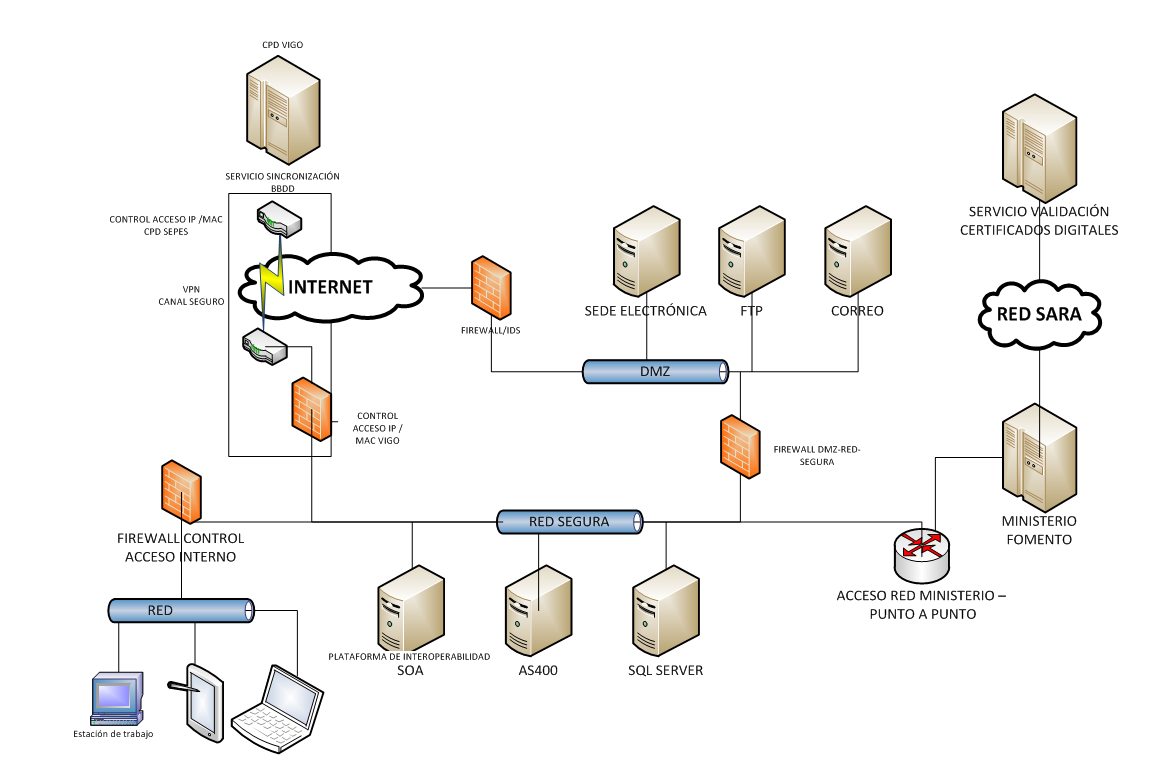 CPD VIGO
SERVICIO SINCRONIZACIÓN
BBDD
CONTROL ACCESO IP /MAC
CPD SEPES
VPN
CANAL SEGURO
INTERNET
FIREWALL/IDS
CONTROL
ACCESO IP /
MAC VIGO
SEDE ELECTRÓNICA
FTP
CORREO
DMZ
SERVICIO VALIDACIÓN
CERTIFICADOS DIGITALES
RED SARA
FIREWALL DMZ-RED-
SEGURA
MINISTERIO
FOMENTO
RED SEGURA
FIREWALL CONTROL
ACCESO INTERNO
ACCESO RED MINISTERIO –
PUNTO A PUNTO
RED
PLATAFORMA DE INTEROPERABILIDAD
SOA
AS400
SQL SERVER
Estación de trabajo